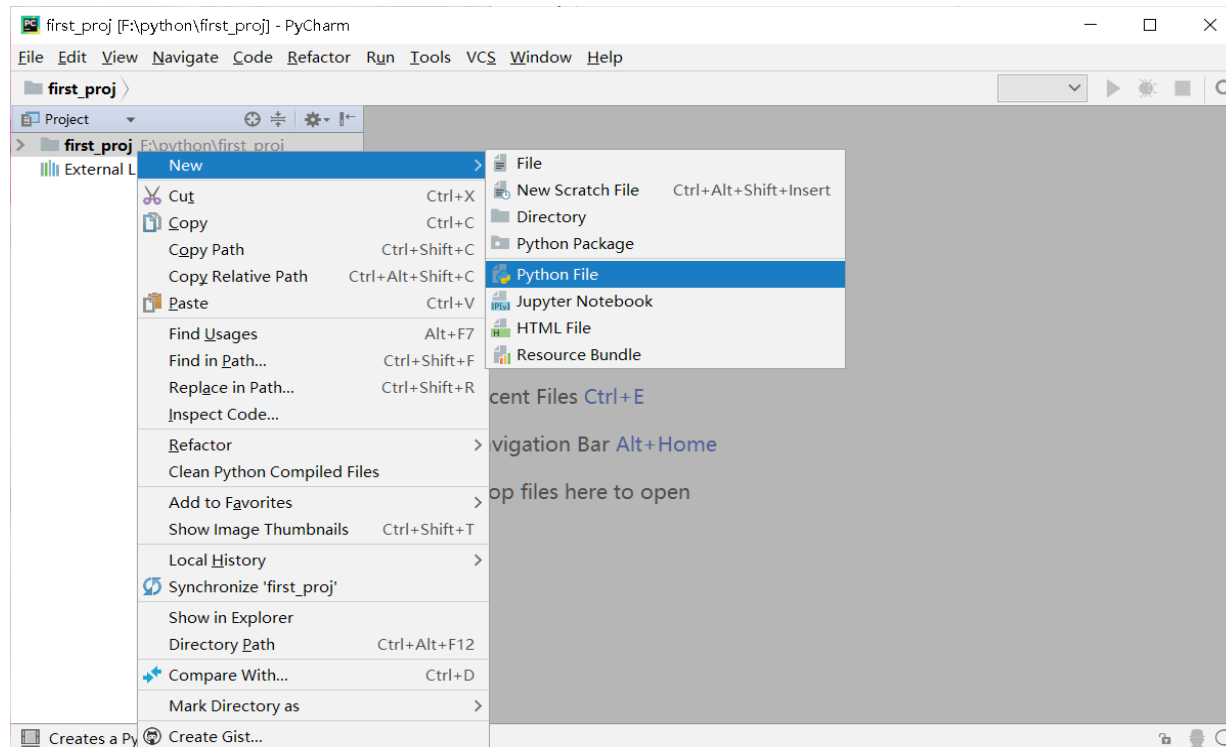 first_proj [F:\python\first_proj] - PyCharm
File Edit View Navigate Code Refactor Run Tools VCS Window Help
first_proj
Project
first_proj F:\python\first_proj
External L
New
Cut Ctrl+X
Copy Ctrl+C
Copy Path Ctrl+Shift+C
Copy Relative Path Ctrl+Alt+Shift+C
Paste Ctrl+V
Find Usages Alt+F7
Find in Path... Ctrl+Shift+F
Replace in Path... Ctrl+Shift+R
Inspect Code...
Refactor
Clean Python Compiled Files
Add to Favorites
Show Image Thumbnails Ctrl+Shift+T
Local History
Synchronize 'first_proj'
Show in Explorer
Directory Path Ctrl+Alt+F12
Compare With... Ctrl+D
Mark Directory as
Create Gist...
File
New Scratch File Ctrl+Alt+Shift+Insert
Directory
Python Package
Python File
Jupyter Notebook
HTML File
Resource Bundle
cent Files Ctrl+E
vigation Bar Alt+Home
op files here to open
Creates a Py